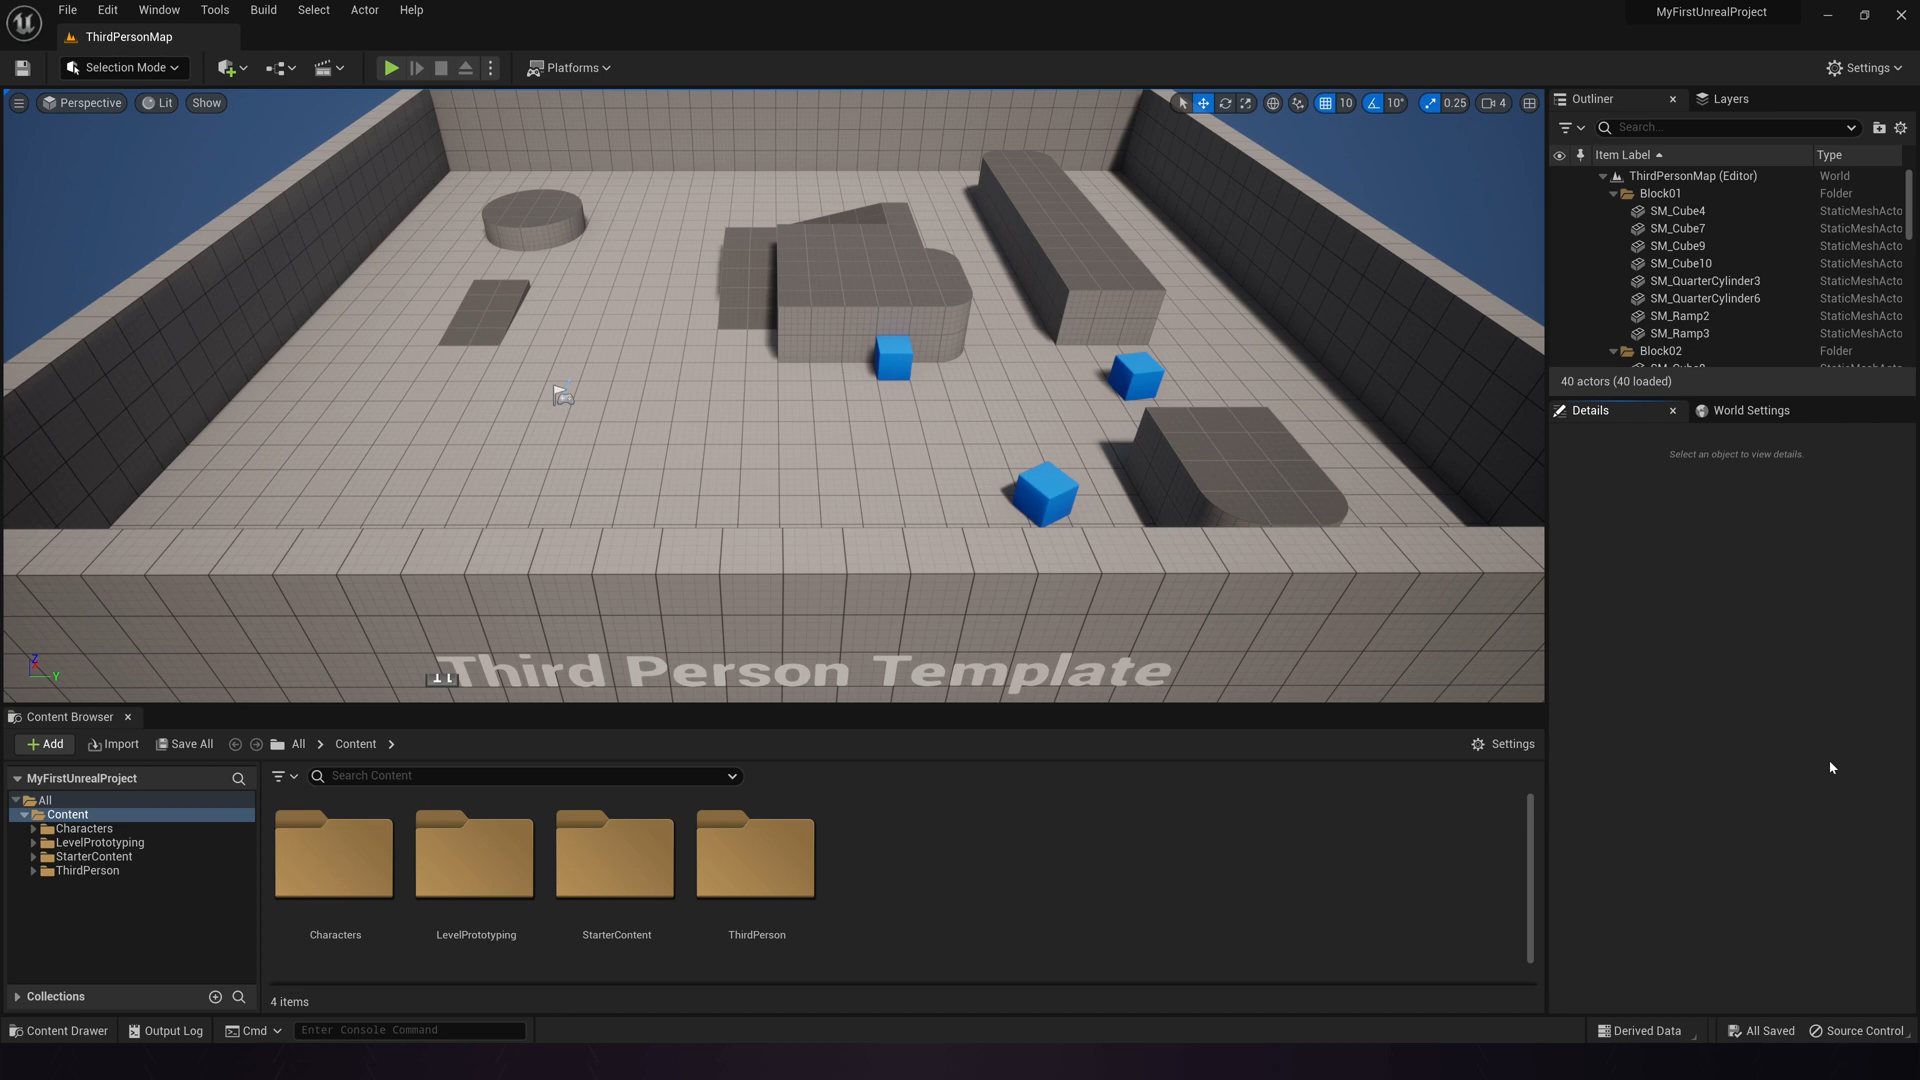 File Edit Window Tools Build Select Actor Help
MyFirstUnrealProject
ThirdPersonMap
Selection Mode
Platforms
Settings
Perspective
Lit
Show
10
10°
0.25
4
Outliner
Layers
Search...
Item Label
Type
ThirdPersonMap (Editor) World
Block01 Folder
SM_Cube4 StaticMeshActo
SM_Cube7 StaticMeshActo
SM_Cube9 StaticMeshActo
SM_Cube10 StaticMeshActo
SM_QuarterCylinder3 StaticMeshActo
SM_QuarterCylinder6 StaticMeshActo
SM_Ramp2 StaticMeshActo
SM_Ramp3 StaticMeshActo
Block02 Folder
40 actors (40 loaded)
Details
World Settings
Select an object to view details.
Third Person Template
Z
Y
Content Browser
Add
Import
Save All
All
Content
Settings
MyFirstUnrealProject
Search Content
All
Content
Characters
LevelPrototyping
StarterContent
ThirdPerson
Characters
LevelPrototyping
StarterContent
ThirdPerson
Collections
4 items
Content Drawer
Output Log
Cmd
Enter Console Command
Derived Data
All Saved
Source Control